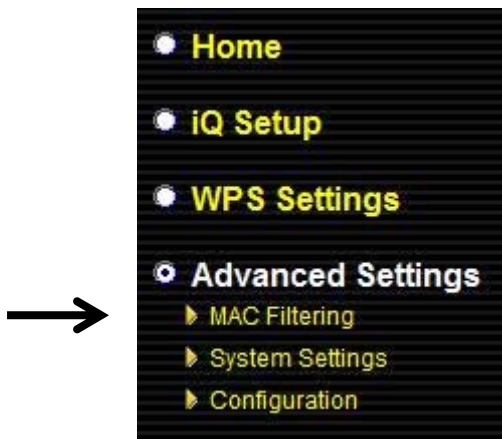 Home
iQ Setup
WPS Settings
Advanced Settings
MAC Filtering
System Settings
Configuration